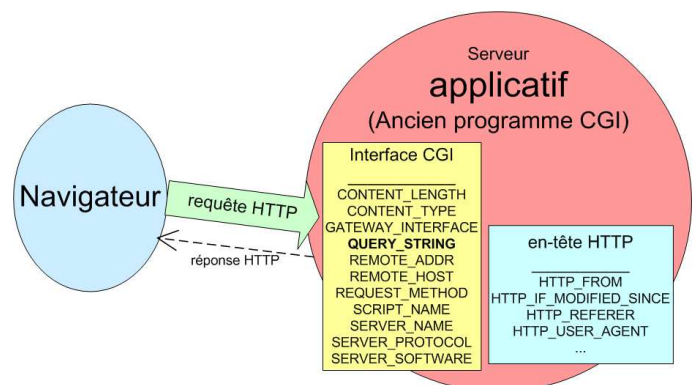 Serveur
applicatif
(Ancien programme CGI)
Navigateur
requête HTTP
réponse HTTP
Interface CGI
CONTENT_LENGTH
CONTENT_TYPE
GATEWAY_INTERFACE
QUERY_STRING
REMOTE_ADDR
REMOTE_HOST
REQUEST_METHOD
SCRIPT_NAME
SERVER_NAME
SERVER_PROTOCOL
SERVER_SOFTWARE
en-tête HTTP
HTTP_FROM
HTTP_IF_MODIFIED_SINCE
HTTP_REFERER
HTTP_USER_AGENT
...